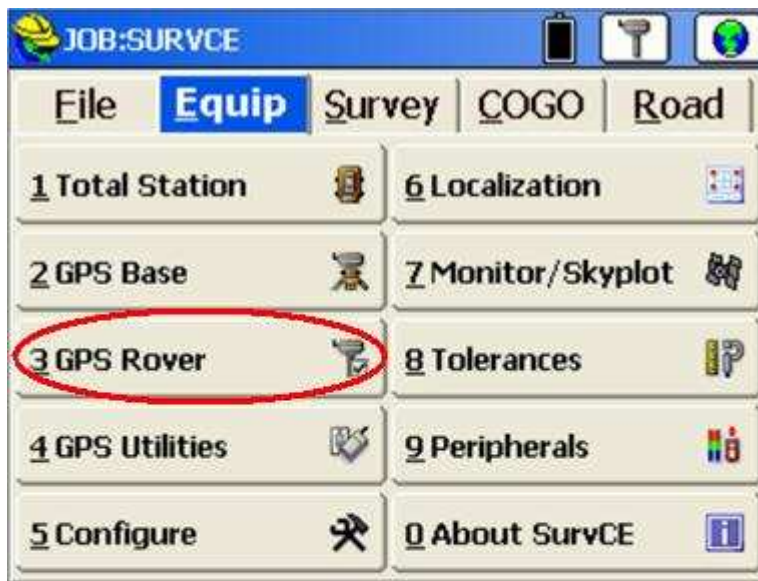 JOB:SURVCE
File Equip Survey COGO Road
1 Total Station
6 Localization
2 GPS Base
7 Monitor/Skyplot
3 GPS Rover
8 Tolerances
4 GPS Utilities
9 Peripherals
5 Configure
0 About SurvCE